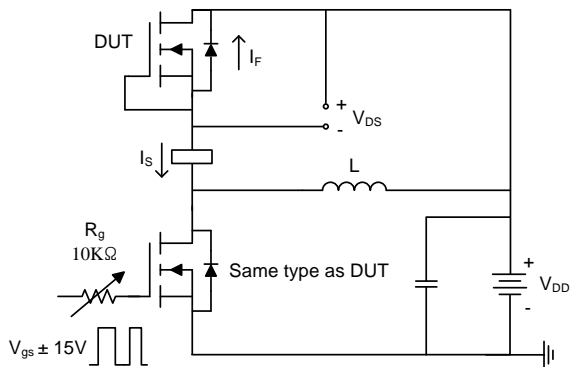 DUT
I_F
+
V_DS
-
I_S
L
R_g
10KΩ
Same type as DUT
+
V_DD
-
V_gs ± 15V